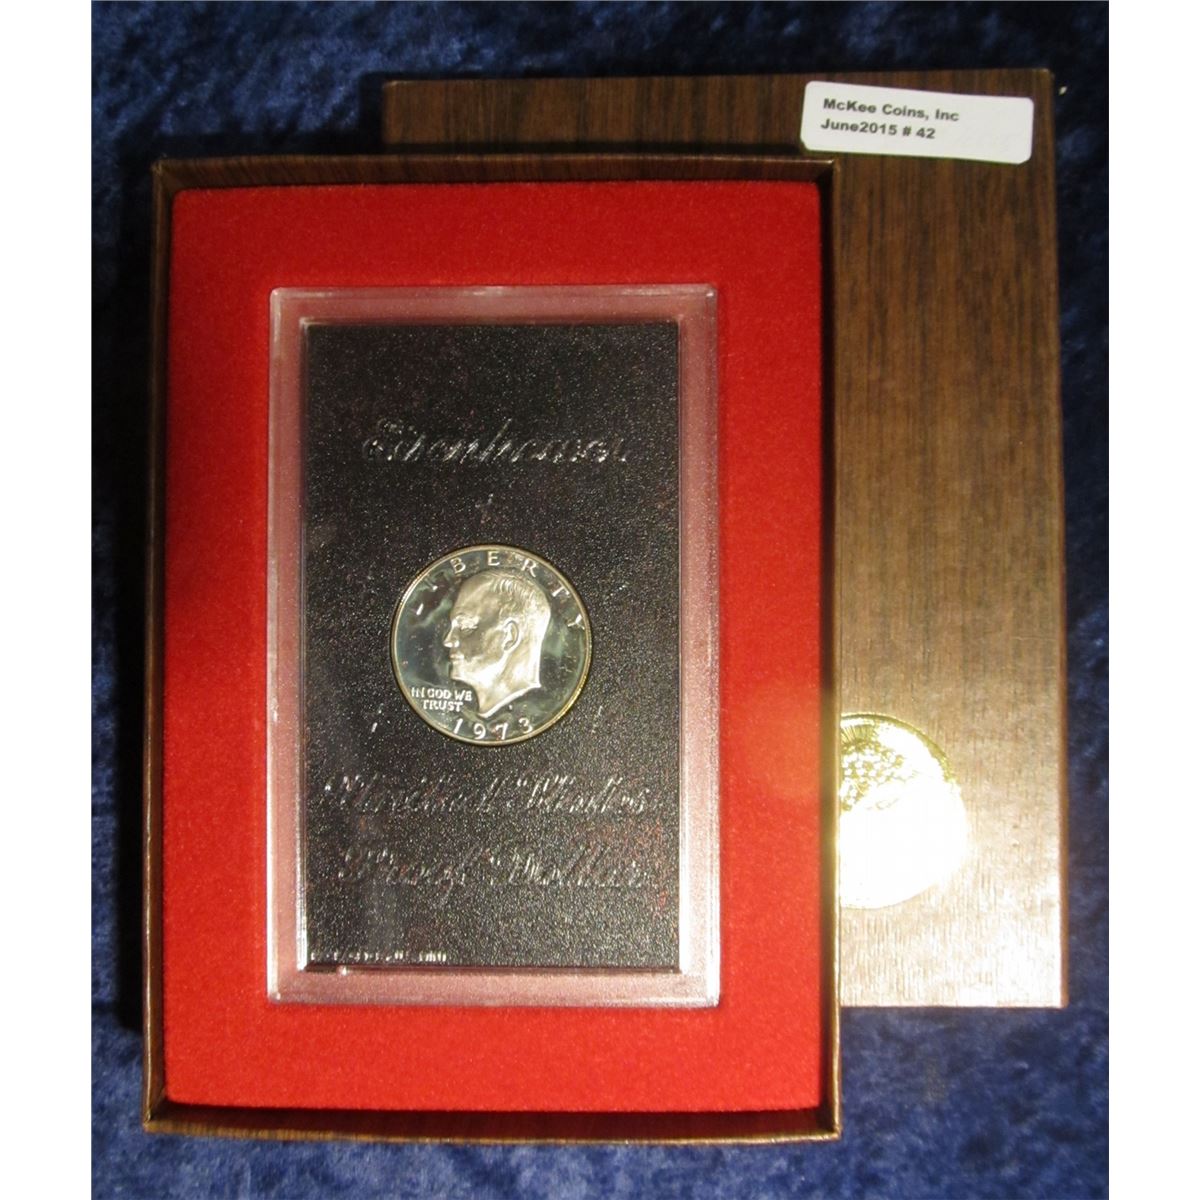 McKee Coins, Inc
June2015 # 42
Eisenhower
LIBERTY
IN GOD WE
TRUST
1973
United States
Proof Dollar